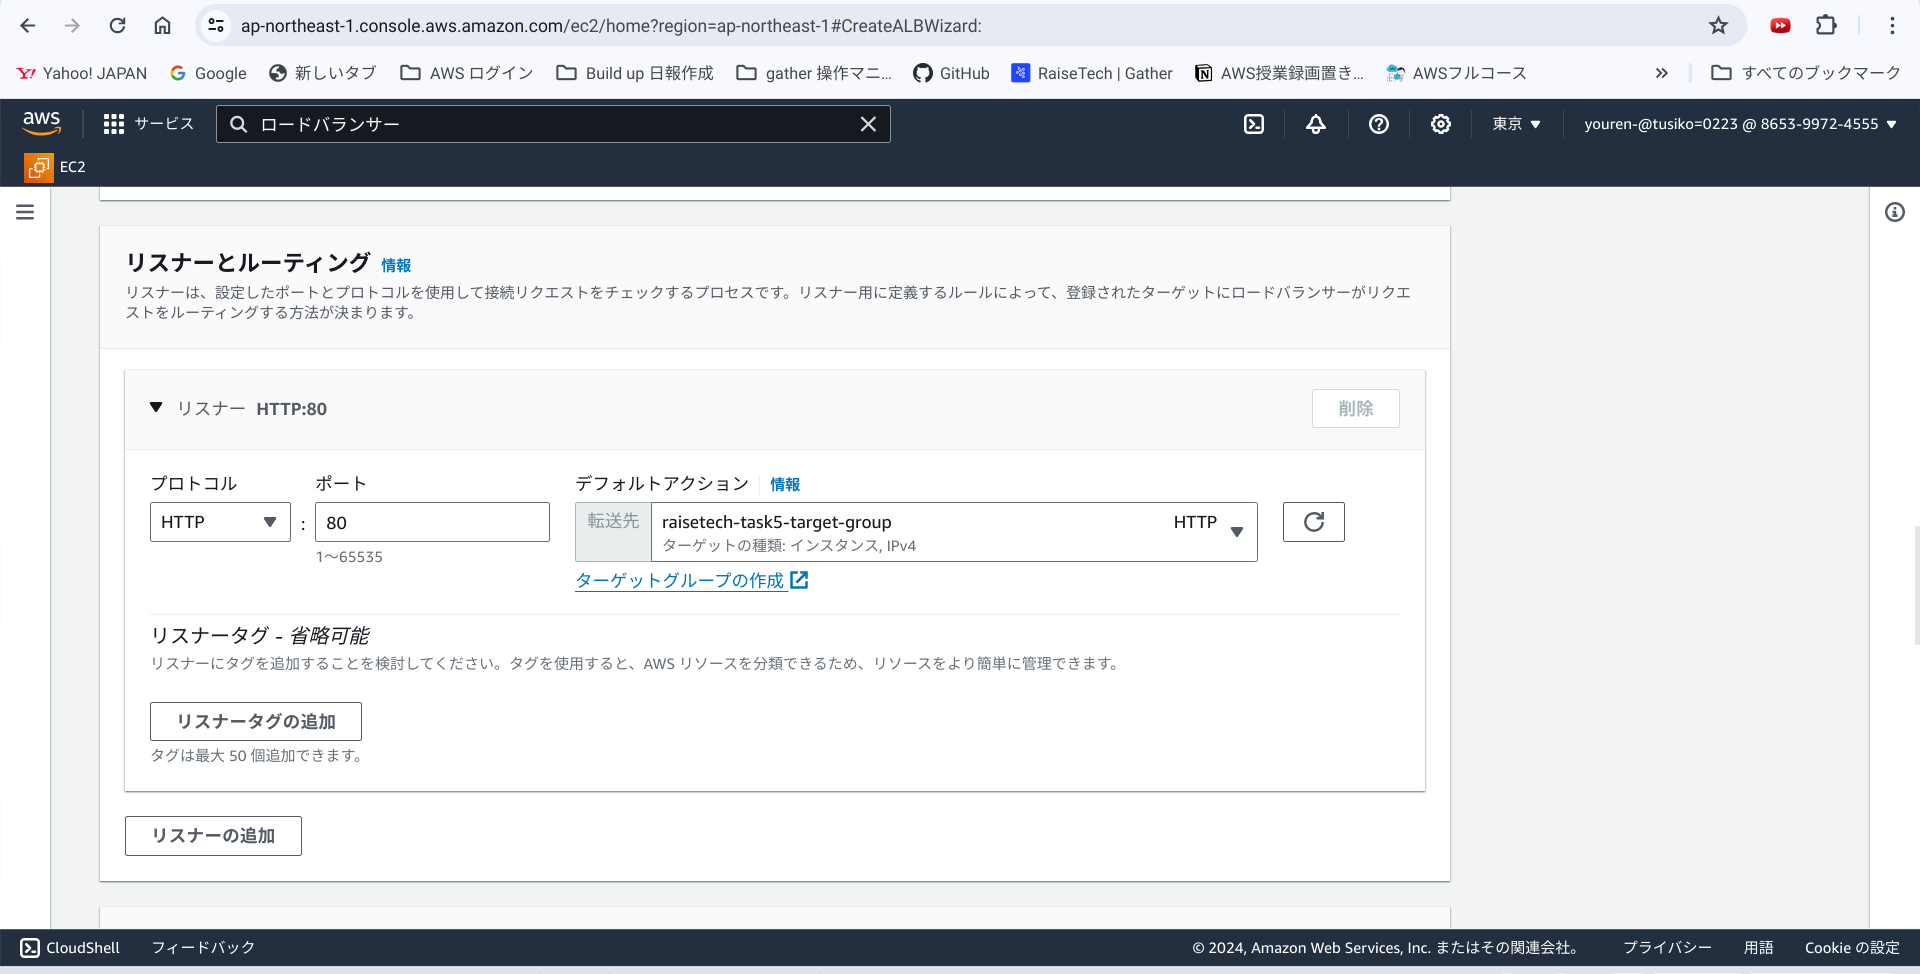 ap-northeast-1.console.aws.amazon.com/ec2/home?region=ap-northeast-1#CreateALBWizard:
Yahoo! JAPAN Google 新しいタブ AWS ログイン Build up 日報作成 gather 操作マニ... GitHub RaiseTech | Gather AWS授業録画置き... AWSフルコース » すべてのブックマーク
aws サービス ロードバランサー 東京 youren-@tusiko=0223 @ 8653-9972-4555
EC2
リスナーとルーティング 情報
リスナーは、設定したポートとプロトコルを使用して接続リクエストをチェックするプロセスです。リスナー用に定義するルールによって、登録されたターゲットにロードバランサーがリクエ
ストをルーティングする方法が決まります。
リスナー HTTP:80 削除
プロトコル ポート デフォルトアクション 情報
HTTP : 80 転送先 raisetech-task5-target-group HTTP
ターゲットの種類: インスタンス, IPv4
1～65535
ターゲットグループの作成
リスナータグ - 省略可能
リスナーにタグを追加することを検討してください。タグを使用すると、AWS リソースを分類できるため、リソースをより簡単に管理できます。
リスナータグの追加
タグは最大 50 個追加できます。
リスナーの追加
CloudShell フィードバック © 2024, Amazon Web Services, Inc. またはその関連会社。 プライバシー 用語 Cookie の設定